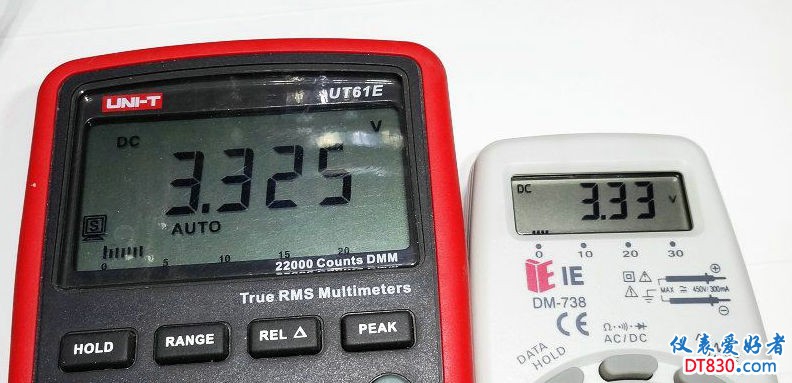 UNI-T
UT61E
DC
V
3.325
S
AUTO
0 5 10 15 20
22000 Counts DMM
True RMS Multimeters
HOLD
RANGE
REL Δ
PEAK
DC
3.33 V
0 10 20 30
IE IE
DM-738
MAX ≅ 450V/300mA
CE
DATA
HOLD
AC/DC
仪表爱好者
DT830.com